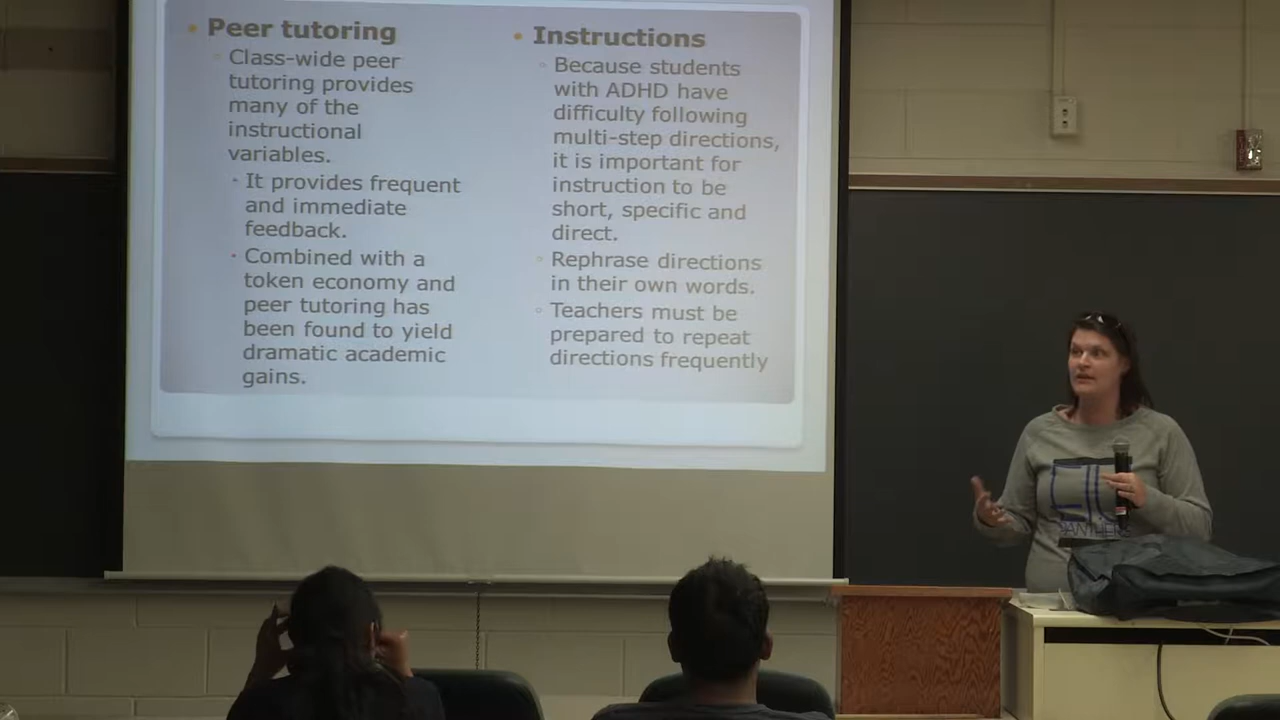 Peer tutoring
Class-wide peer
tutoring provides
many of the
instructional
variables.
It provides frequent
and immediate
feedback.
Combined with a
token economy and
peer tutoring has
been found to yield
dramatic academic
gains.
Instructions
Because students
with ADHD have
difficulty following
multi-step directions,
it is important for
instruction to be
short, specific and
direct.
Rephrase directions
in their own words.
Teachers must be
prepared to repeat
directions frequently